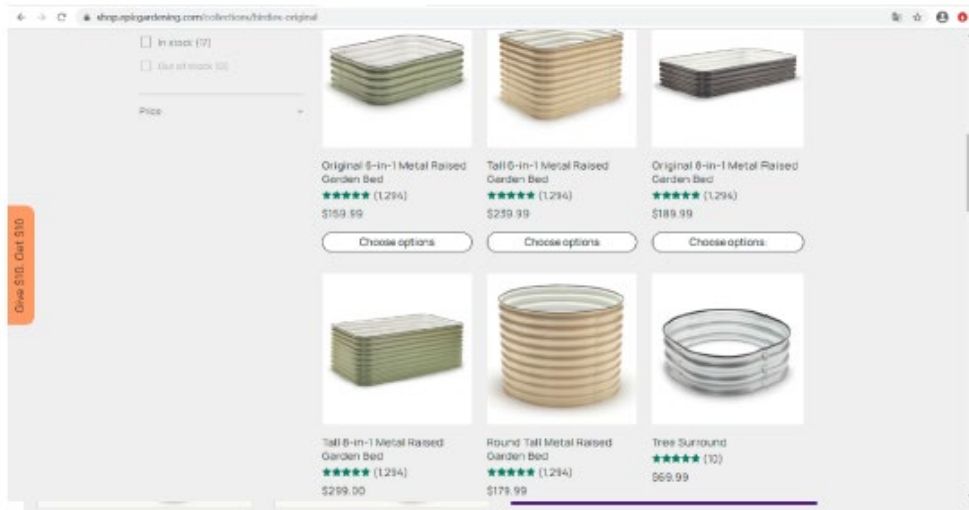 shop.epicgardening.com/collections/birdies-original
In stock (17)
Out of stock (0)
Price
Give $10, Get $10
Original 6-in-1 Metal Raised
Garden Bed
(1,294)
$159.99
Choose options
Tall 6-in-1 Metal Raised
Garden Bed
(1,294)
$239.99
Choose options
Original 8-in-1 Metal Raised
Garden Bed
(1,294)
$189.99
Choose options
Tall 8-in-1 Metal Raised
Garden Bed
(1,294)
$299.00
Round Tall Metal Raised
Garden Bed
(1,294)
$179.99
Tree Surround
(10)
$69.99